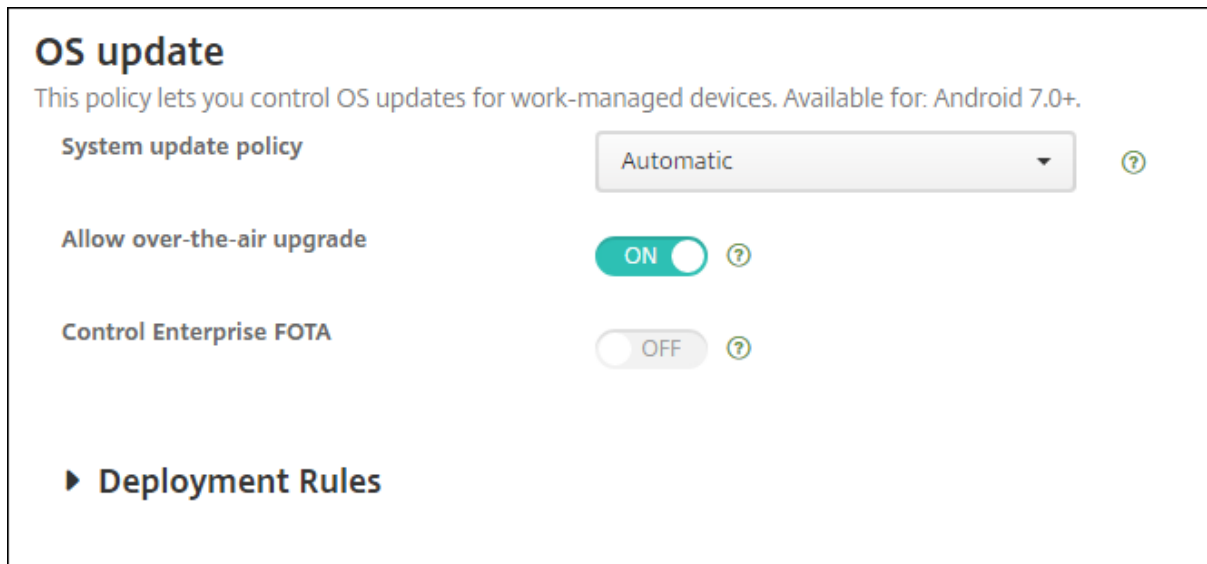 OS update
This policy lets you control OS updates for work-managed devices. Available for: Android 7.0+.
System update policy
Automatic
?
Allow over-the-air upgrade
ON
?
Control Enterprise FOTA
OFF
?
Deployment Rules